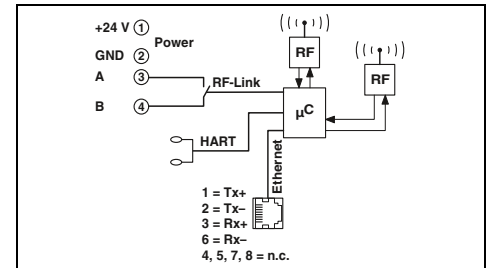 +24 V 1
Power
GND 2
A 3
RF-Link
B 4
HART
RF
RF
µC
Ethernet
1 = Tx+
2 = Tx–
3 = Rx+
6 = Rx–
4, 5, 7, 8 = n.c.